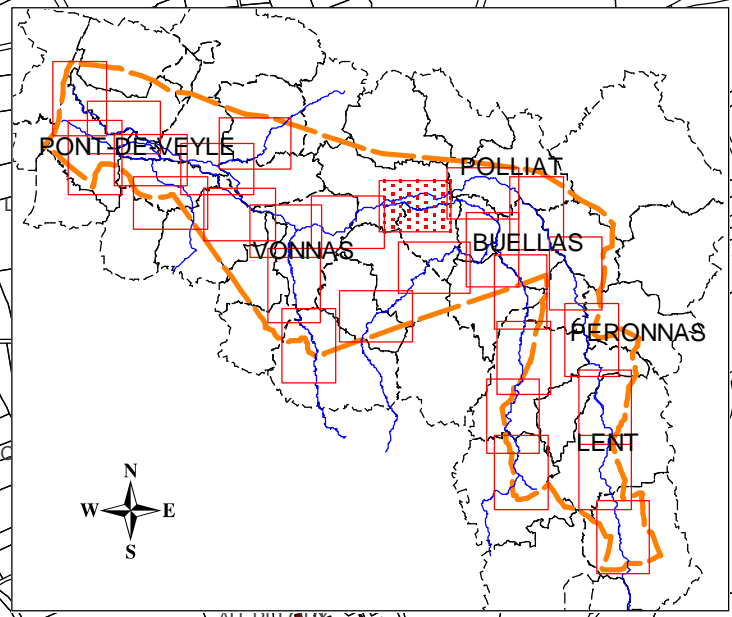 PONT-DE-VEYLE
POLLIAT
VONNAS
BUELLAS
PERONNAS
LENT
N
W E
S